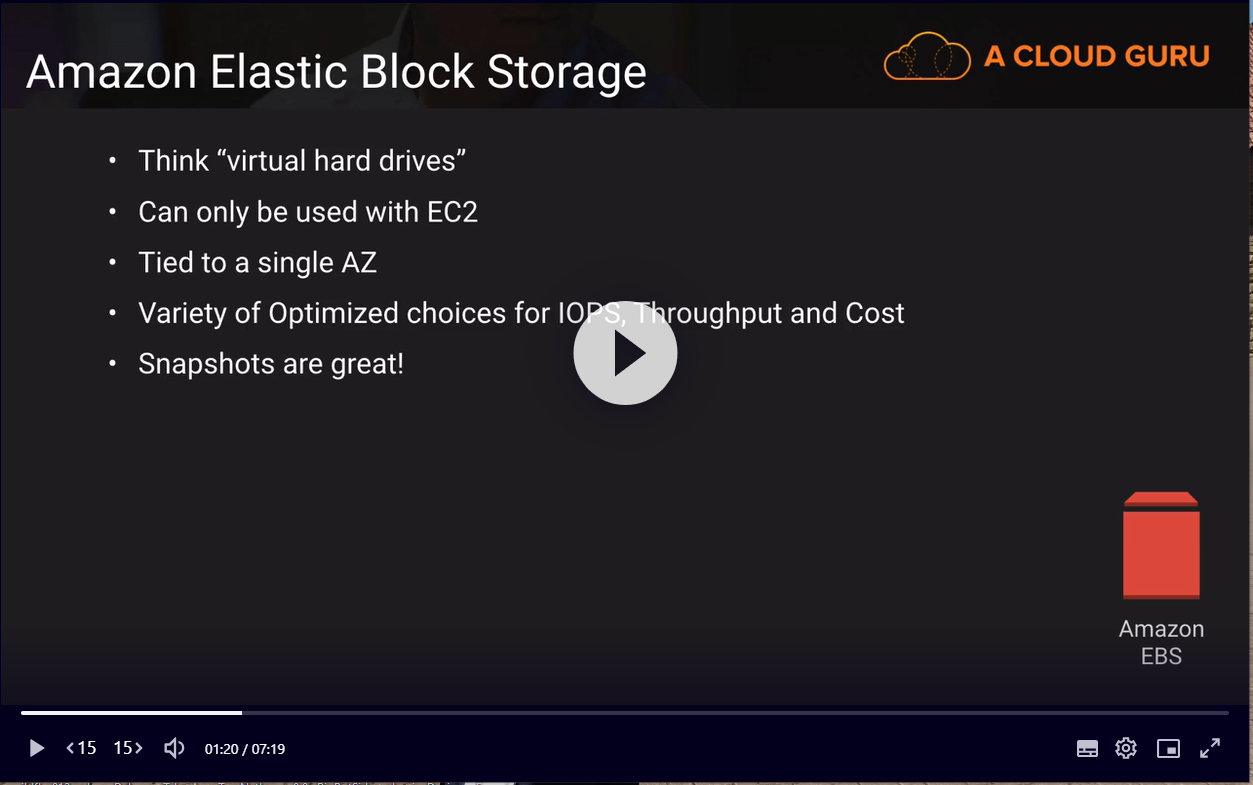 Amazon Elastic Block Storage
A CLOUD GURU
• Think “virtual hard drives”
• Can only be used with EC2
• Tied to a single AZ
• Variety of Optimized choices for IOPS, Throughput and Cost
• Snapshots are great!
Amazon
EBS
15
15
01:20 / 07:19